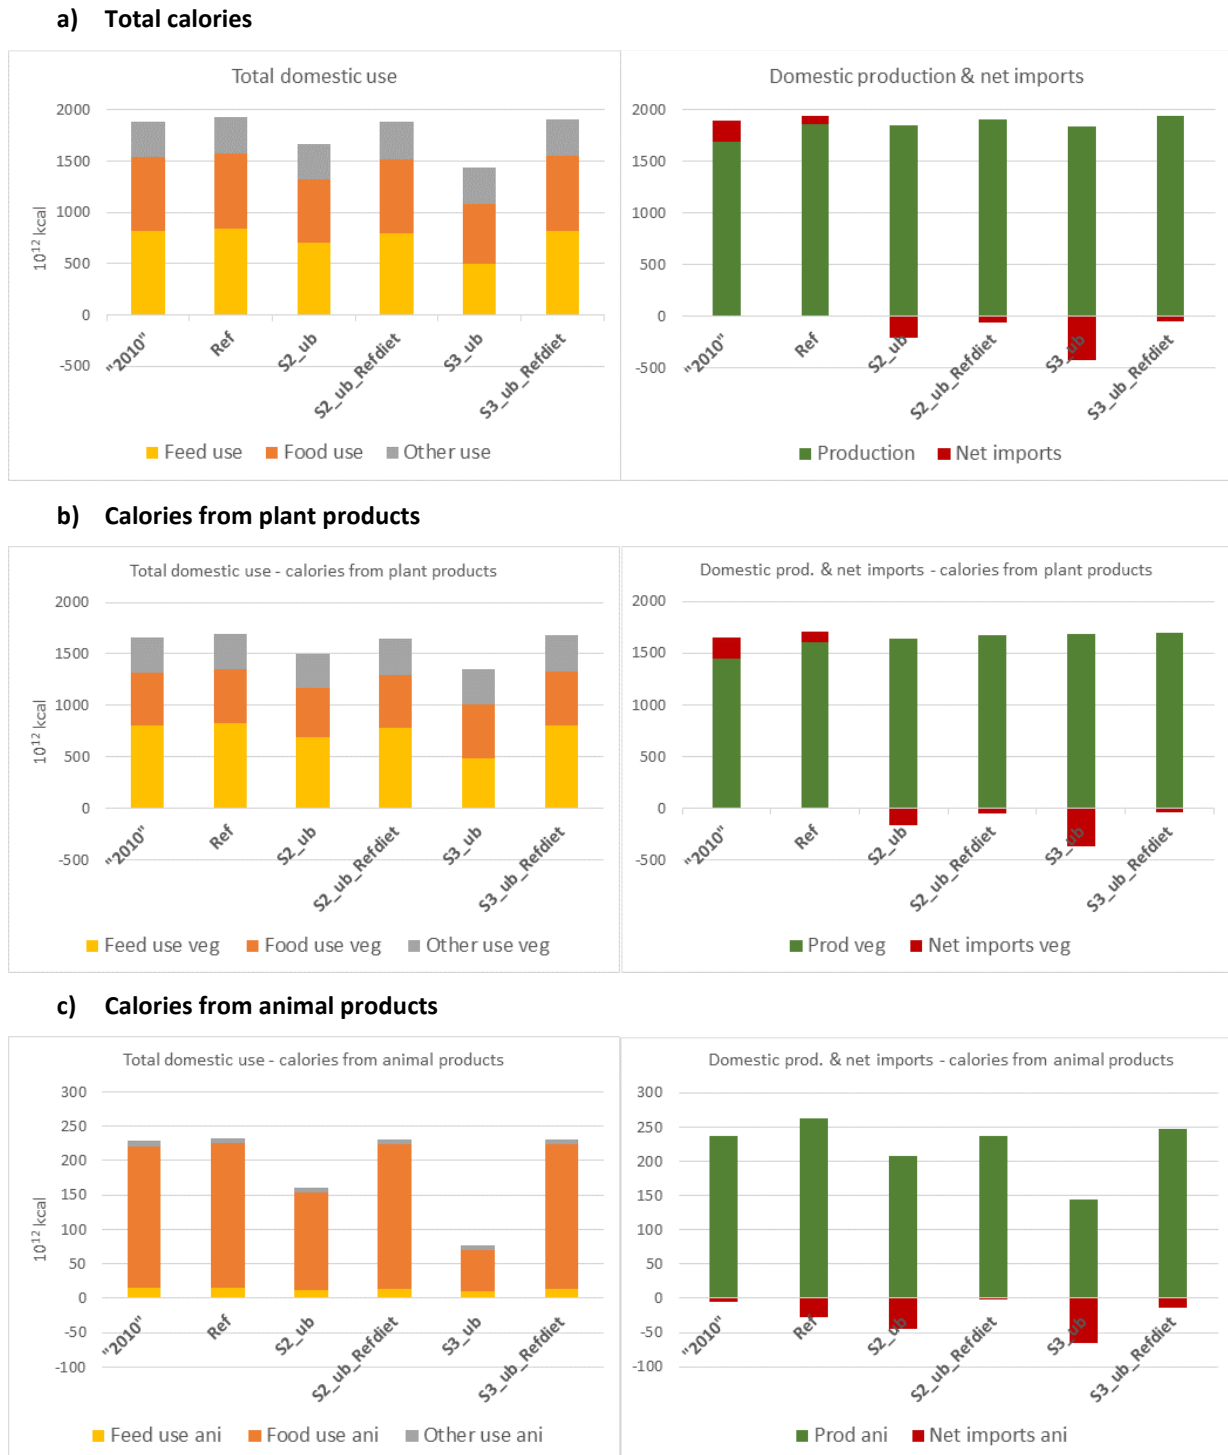 a) Total calories
Total domestic use
2000
1500
1000
500
0
-500
10¹² kcal
"2010"
Ref
S2_ub
S2_ub_Refdiet
S3_ub
S3_ub_Refdiet
Feed use Food use Other use
Domestic production & net imports
2000
1500
1000
500
0
-500
"2010"
Ref
S2_ub
S2_ub_Refdiet
S3_ub
S3_ub_Refdiet
Production Net imports
b) Calories from plant products
Total domestic use - calories from plant products
2000
1500
1000
500
0
-500
10¹² kcal
"2010"
Ref
S2_ub
S2_ub_Refdiet
S3_ub
S3_ub_Refdiet
Feed use veg Food use veg Other use veg
Domestic prod. & net imports - calories from plant products
2000
1500
1000
500
0
-500
"2010"
Ref
S2_ub
S2_ub_Refdiet
S3_ub
S3_ub_Refdiet
Prod veg Net imports veg
c) Calories from animal products
Total domestic use - calories from animal products
300
250
200
150
100
50
0
-50
-100
10¹² kcal
"2010"
Ref
S2_ub
S2_ub_Refdiet
S3_ub
S3_ub_Refdiet
Feed use ani Food use ani Other use ani
Domestic prod. & net imports - calories from animal products
300
250
200
150
100
50
0
-50
-100
"2010"
Ref
S2_ub
S2_ub_Refdiet
S3_ub
S3_ub_Refdiet
Prod ani Net imports ani